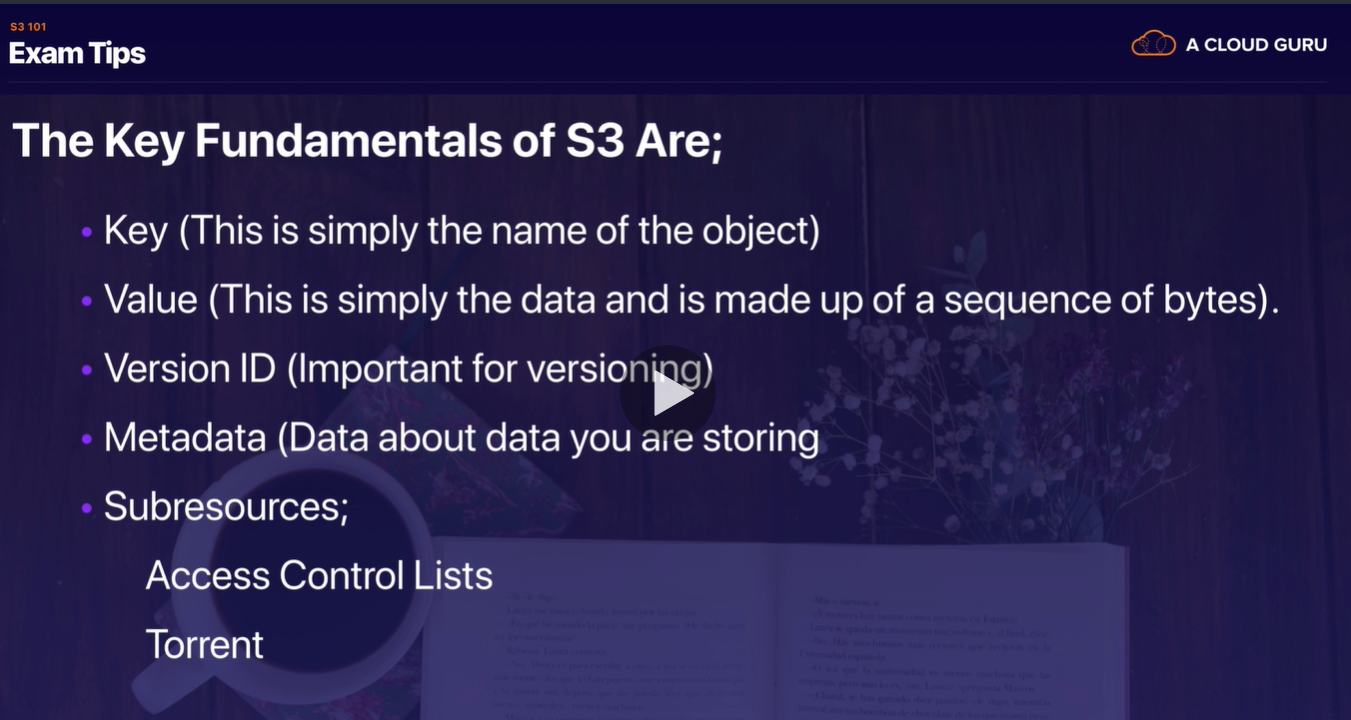 S3 101
Exam Tips
A CLOUD GURU
The Key Fundamentals of S3 Are;
• Key (This is simply the name of the object)
• Value (This is simply the data and is made up of a sequence of bytes).
• Version ID (Important for versioning)
• Metadata (Data about data you are storing
• Subresources;
Access Control Lists
Torrent